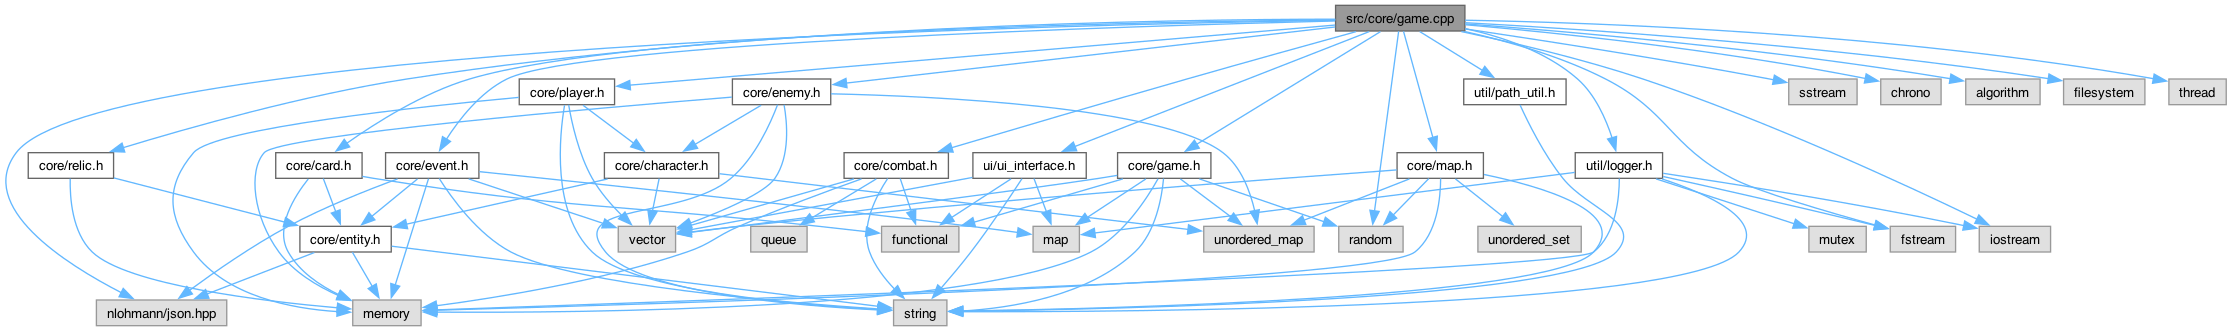 src/core/game.cpp
core/player.h
core/enemy.h
util/path_util.h
sstream
chrono
algorithm
filesystem
thread
core/relic.h
core/card.h
core/event.h
core/character.h
core/combat.h
ui/ui_interface.h
core/game.h
core/map.h
util/logger.h
core/entity.h
vector
queue
functional
map
unordered_map
random
unordered_set
mutex
fstream
iostream
nlohmann/json.hpp
memory
string